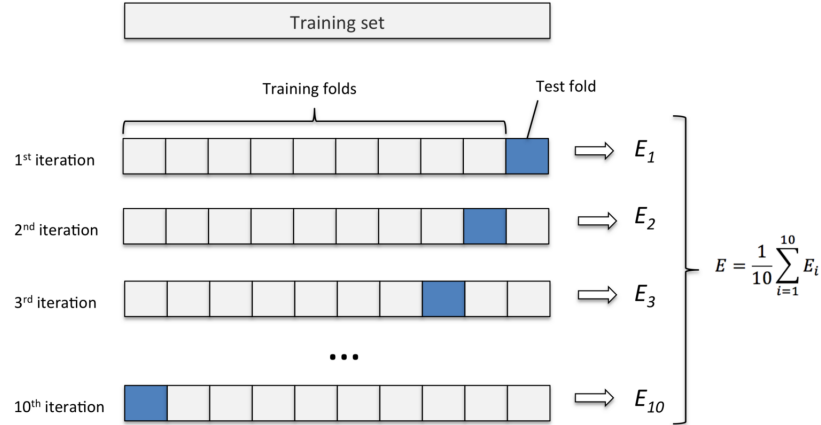 Training set
Training folds
Test fold
1st iteration
E1
2nd iteration
E2
E = 1/10 ∑ i=1 10 Ei
3rd iteration
E3
...
10th iteration
E10